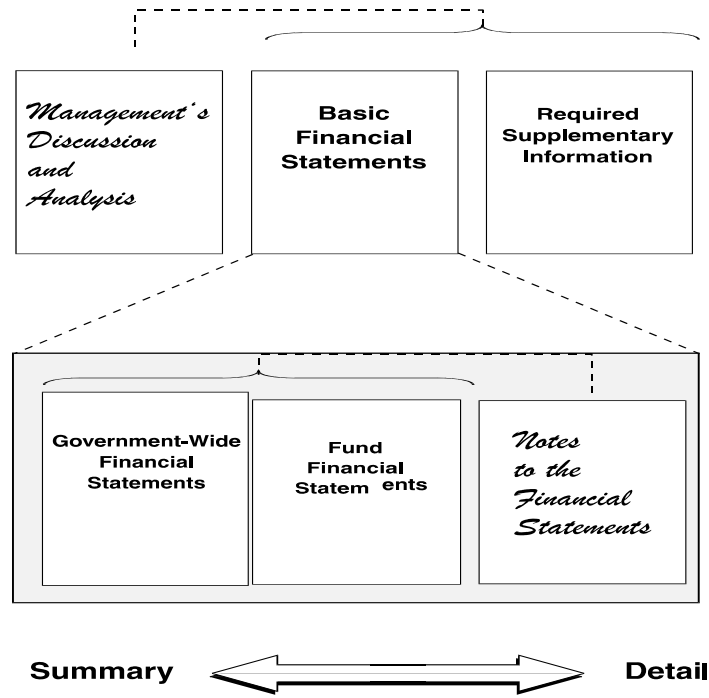 Management's
Discussion
and
Analysis
Basic
Financial
Statements
Required
Supplementary
Information
Government-Wide
Financial
Statements
Fund
Financial
Statem ents
Notes
to the
Financial
Statements
Summary
Detail